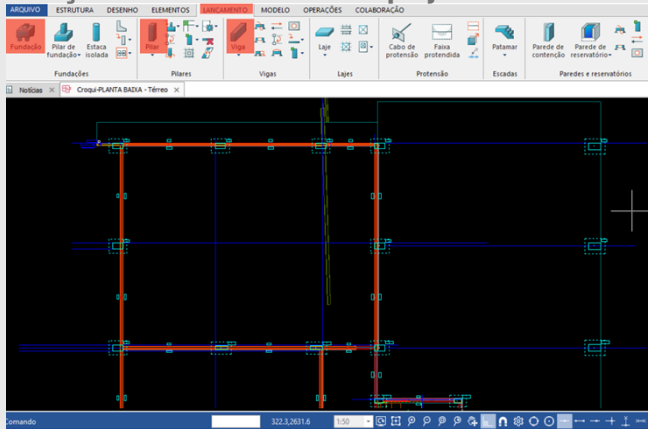 ARQUIVO ESTRUTURA DESENHO ELEMENTOS LANÇAMENTO MODELO OPERAÇÕES COLABORAÇÃO
Fundação Pilar de fundação Estaca isolada Pilar Viga Laje Cabo de protensão Faixa protendida Patamar Parede de contenção Parede de reservatório
Fundações Pilares Vigas Lajes Protensão Escadas Paredes e reservatórios
Notícias Croqui-PLANTA BAIXA - Térreo
Comando 322.3,2631.6 1:50